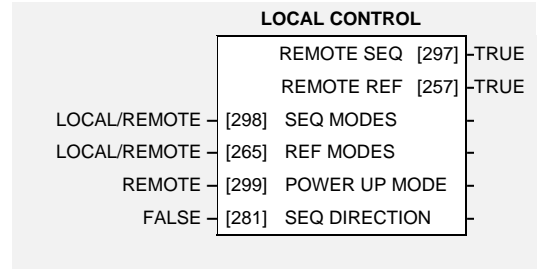 LOCAL CONTROL
REMOTE SEQ [297] TRUE
REMOTE REF [257] TRUE
LOCAL/REMOTE [298] SEQ MODES
LOCAL/REMOTE [265] REF MODES
REMOTE [299] POWER UP MODE
FALSE [281] SEQ DIRECTION